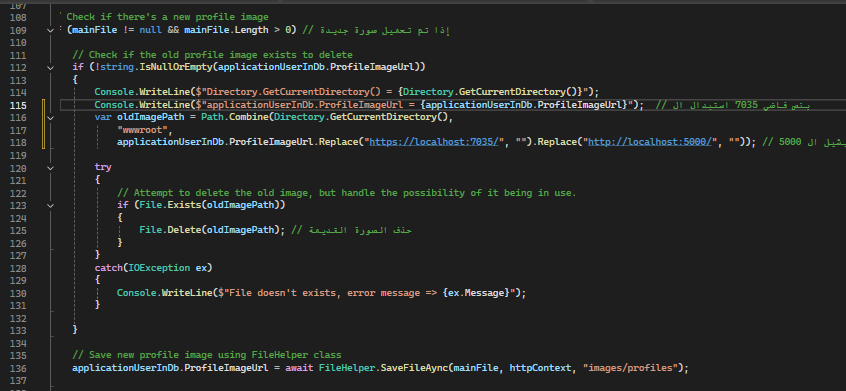 107
108 Check if there's a new profile image
109 (mainFile != null && mainFile.Length > 0) // إذا تم تحميل صورة جديدة
110
111 // Check if the old profile image exists to delete
112 if (!string.IsNullOrEmpty(applicationUserInDb.ProfileImageUrl))
113 {
114 Console.WriteLine($"Directory.GetCurrentDirectory() = {Directory.GetCurrentDirectory()}");
115 Console.WriteLine($"applicationUserInDb.ProfileImageUrl = {applicationUserInDb.ProfileImageUrl}"); // بنص فاضي 7035 استبدال ال
116 var oldImagePath = Path.Combine(Directory.GetCurrentDirectory(),
117 "wwwroot",
118 applicationUserInDb.ProfileImageUrl.Replace("https://localhost:7035/", "").Replace("http://localhost:5000/", "")); // يشيل ال 5000
119
120 try
121 {
122 // Attempt to delete the old image, but handle the possibility of it being in use.
123 if (File.Exists(oldImagePath))
124 {
125 File.Delete(oldImagePath); // حذف الصورة القديمة
126 }
127 }
128 catch(IOException ex)
129 {
130 Console.WriteLine($"File doesn't exists, error message => {ex.Message}");
131 }
132
133 }
134
135 // Save new profile image using FileHelper class
136 applicationUserInDb.ProfileImageUrl = await FileHelper.SaveFileAync(mainFile, httpContext, "images/profiles");
137